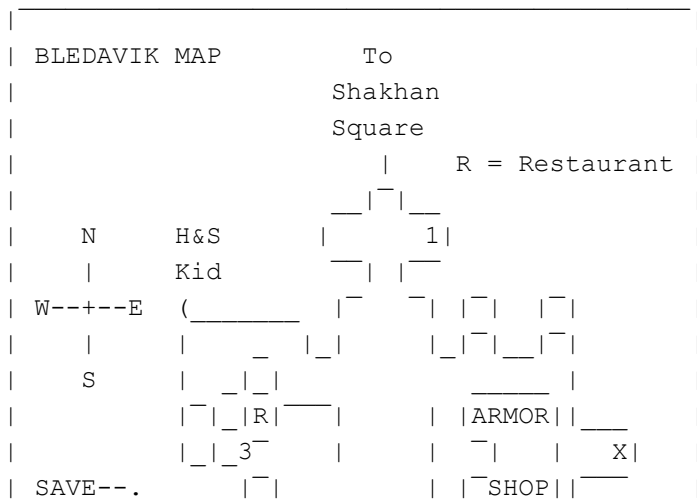 BLEDAVIK MAP To
Shakhan
Square
R = Restaurant
N H&S 1
Kid
W--+--E
S
R ARMOR
3 X
SAVE--. SHOP